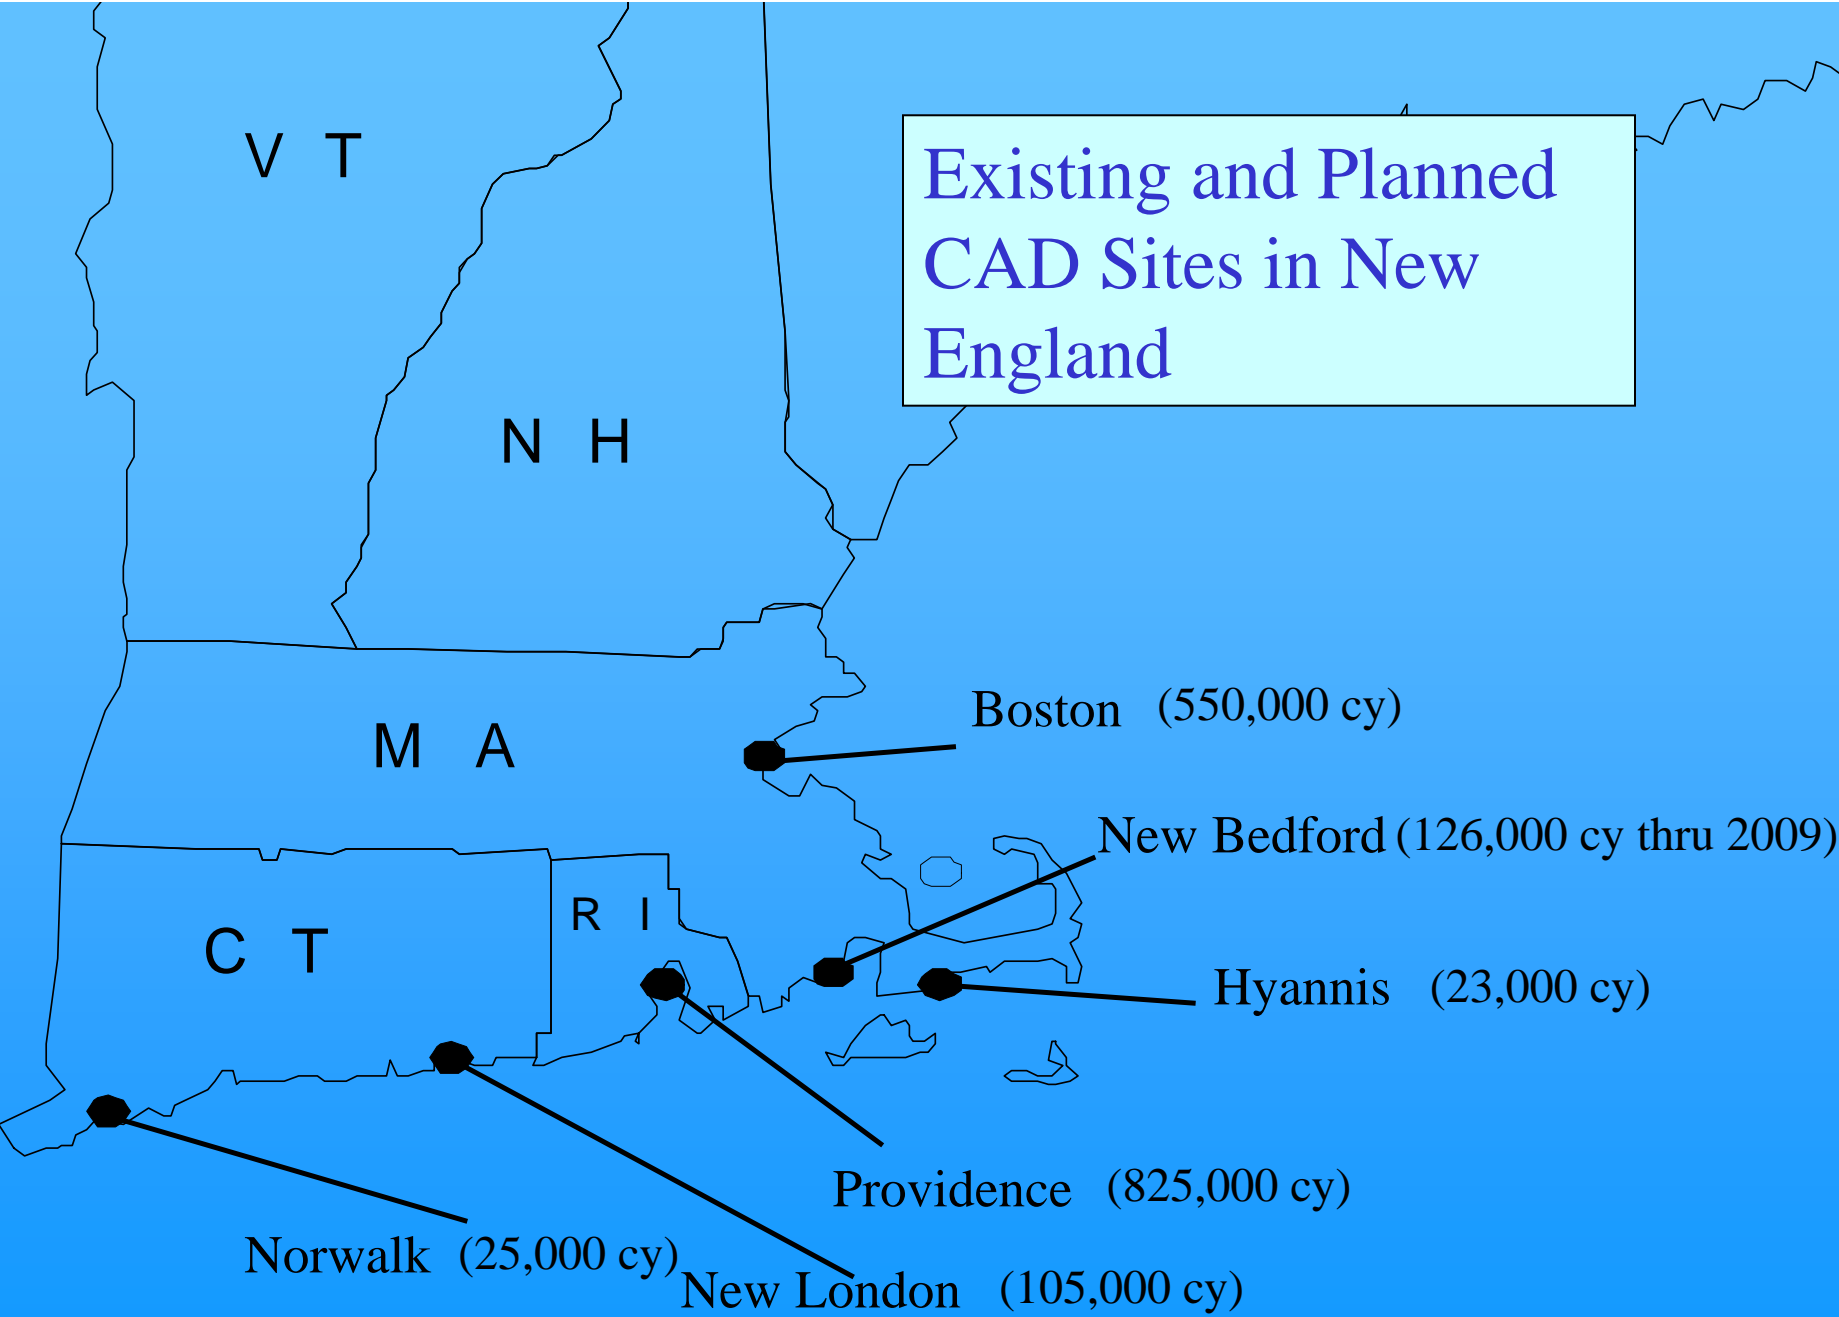 V T
Existing and Planned
CAD Sites in New
England
N H
Boston (550,000 cy)
M A
New Bedford (126,000 cy thru 2009)
R I
C T
Hyannis (23,000 cy)
Providence (825,000 cy)
Norwalk (25,000 cy)
New London (105,000 cy)